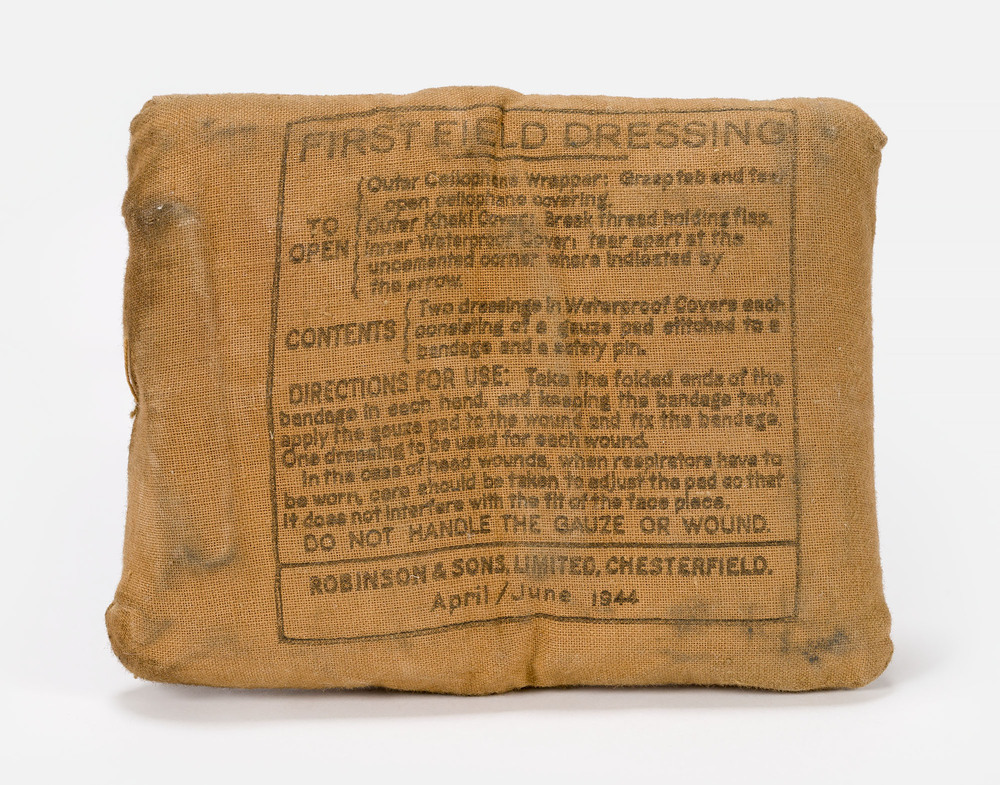 FIRST FIELD DRESSING
TO OPEN
Outer Cellophane Wrapper: Grasp tab and tear
open cellophane covering.
Outer Khaki Cover: Break thread holding flap.
Inner Waterproof Cover: tear apart at the
uncemented corner where indicated by
the arrow.
CONTENTS
Two dressings in Waterproof Covers each
consisting of a gauze pad stitched to a
bandage and a safety pin.
DIRECTIONS FOR USE: Take the folded ends of the
bandage in each hand, and keeping the bandage taut,
apply the gauze pad to the wound and fix the bandage.
One dressing to be used for each wound.
In the case of head wounds, when respirators have to
be worn, care should be taken to adjust the pad so that
it does not interfere with the fit of the face piece.
DO NOT HANDLE THE GAUZE OR WOUND.
ROBINSON & SONS, LIMITED, CHESTERFIELD.
April/June 1944